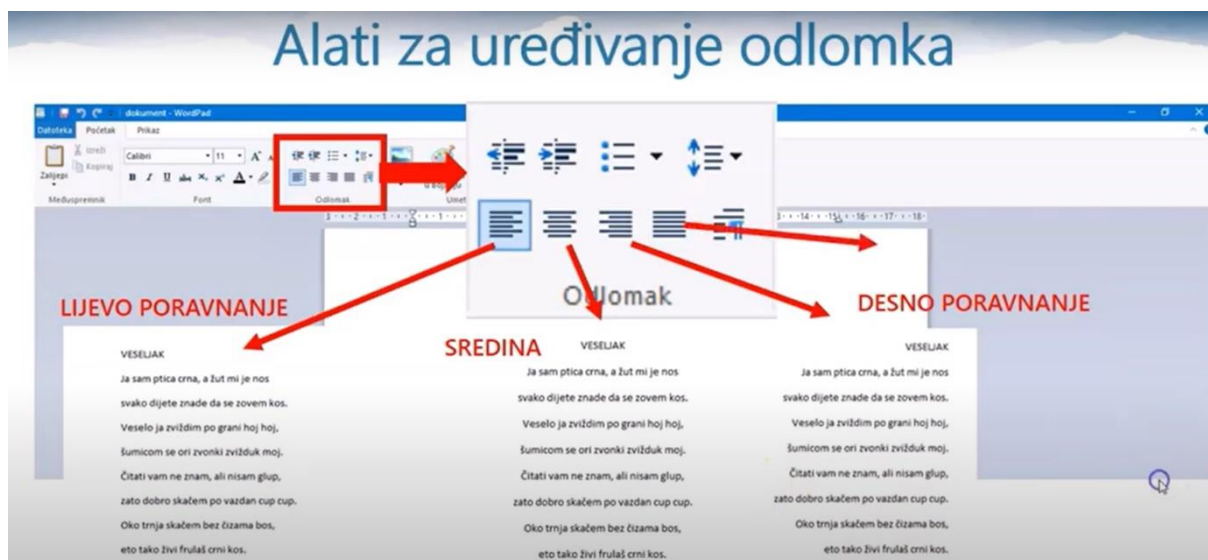 Alati za uređivanje odlomka
dokument - WordPad
Datoteka Početak Prikaz
Zalijepi
Izreži
Kopiraj
Calibri 11
Međuspremnik Font Odlomak
Odlomak
LIJEVO PORAVNANJE
SREDINA
DESNO PORAVNANJE
VESELJAK
Ja sam ptica crna, a žut mi je nos
svako dijete znade da se zovem kos.
Veselo ja zviždim po grani hoj hoj,
šumicom se ori zvonki zvižduk moj.
Čitati vam ne znam, ali nisam glup,
zato dobro skačem po vazdan cup cup.
Oko trnja skačem bez čizama bos,
eto tako živi frulaš crni kos.
VESELJAK
Ja sam ptica crna, a žut mi je nos
svako dijete znade da se zovem kos.
Veselo ja zviždim po grani hoj hoj,
šumicom se ori zvonki zvižduk moj.
Čitati vam ne znam, ali nisam glup,
zato dobro skačem po vazdan cup cup.
Oko trnja skačem bez čizama bos,
eto tako živi frulaš crni kos.
VESELJAK
Ja sam ptica crna, a žut mi je nos
svako dijete znade da se zovem kos.
Veselo ja zviždim po grani hoj hoj,
šumicom se ori zvonki zvižduk moj.
Čitati vam ne znam, ali nisam glup,
zato dobro skačem po vazdan cup cup.
Oko trnja skačem bez čizama bos,
eto tako živi frulaš crni kos.